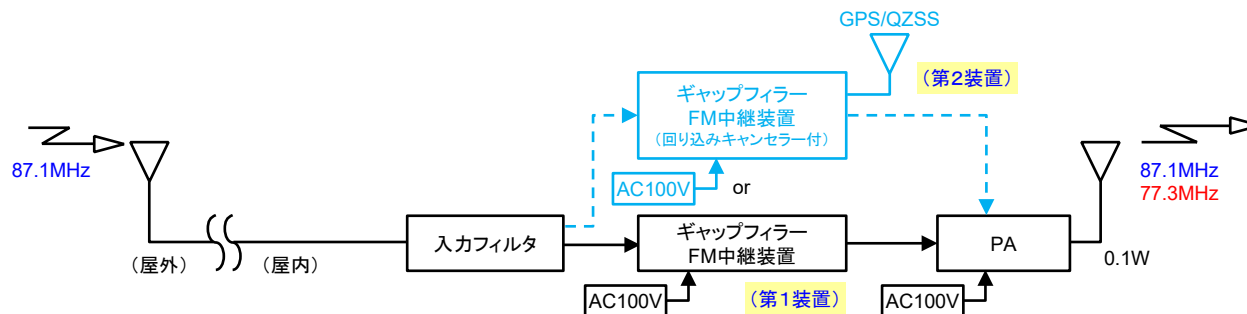 GPS/QZSS
(第2装置)
ギャップフィラー
FM中継装置
(回り込みキャンセラー付)
87.1MHz
87.1MHz
77.3MHz
AC100V
or
入力フィルタ
ギャップフィラー
FM中継装置
PA
(屋外)
(屋内)
0.1W
AC100V
(第1装置)
AC100V